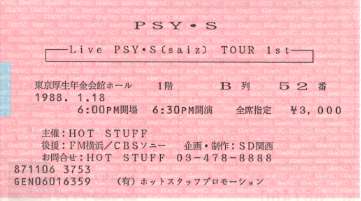 PSY・S
Live PSY・S(saiz) TOUR 1st
東京厚生年金会館ホール 1階 B 列 52 番
1988. 1.18
6:00PM開場 6:30PM開演 全席指定 ¥3,000
主催:HOT STUFF
後援:FM横浜/CBSソニー 企画・制作:SD関西
お問合せ:HOT STUFF 03-478-8888
871106 3753
GEN06016359 (有)ホットスタッフプロモーション